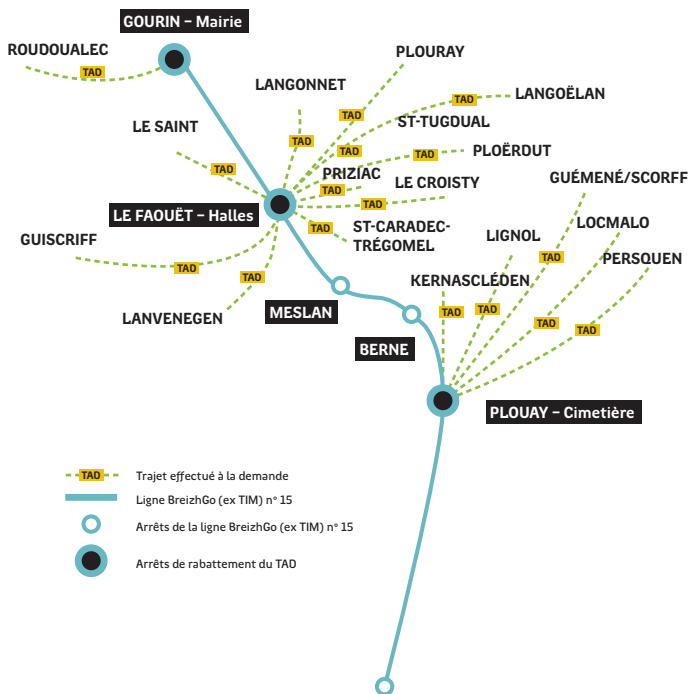 GOURIN – Mairie
ROUDOUALEC
TAD
PLOURAY
LANGONNET
TAD
LANGOËLAN
TAD
ST-TUGDUAL
LE SAINT
TAD
TAD
TAD
PLOËRDUT
TAD
PRIZIAC
TAD
LE CROISTY
TAD
GUÉMENÉ/SCORFF
LE FAOUËT – Halles
TAD
ST-CARADEC-
TRÉGOMEL
LOCMALO
LIGNOL
GUISCRIFF
TAD
TAD
PERSQUEN
TAD
KERNASCLÉDEN
LANVENEGEN
MESLAN
TAD
TAD
TAD
TAD
BERNE
PLOUAY – Cimetière
TAD
Trajet effectué à la demande
Ligne BreizhGo (ex TIM) n° 15
Arrêts de la ligne BreizhGo (ex TIM) n° 15
Arrêts de rabattement du TAD